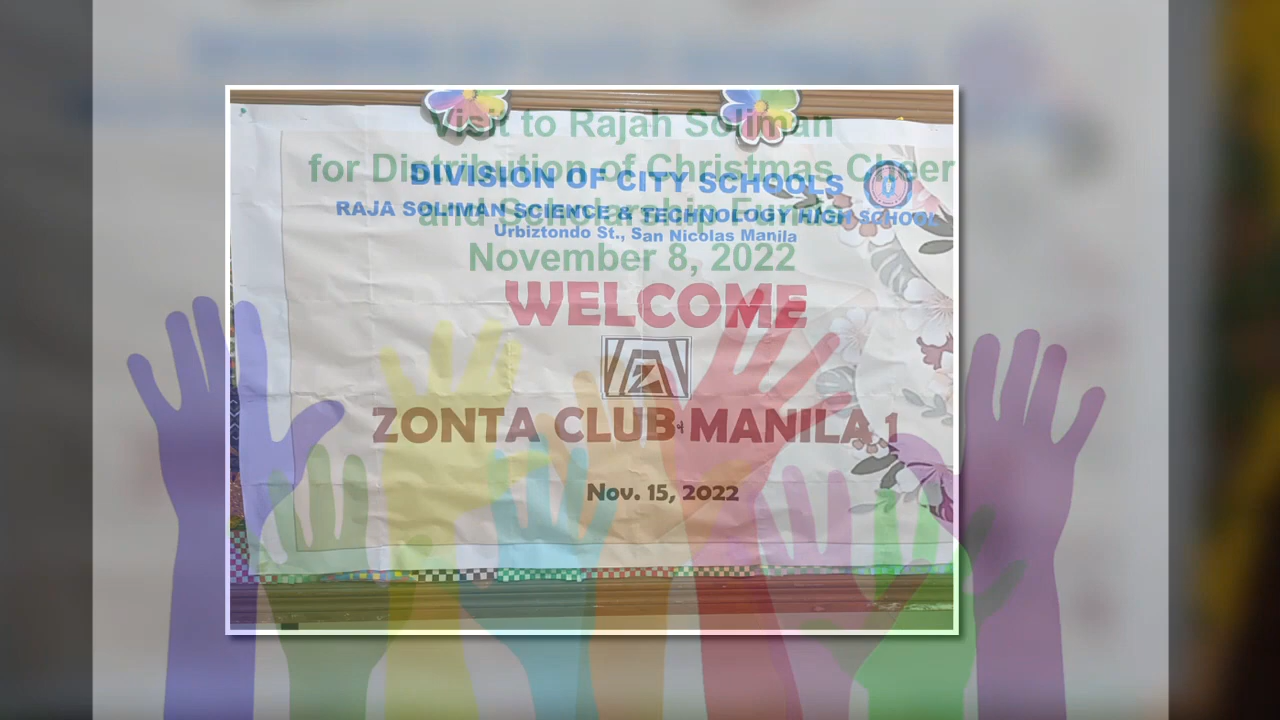 Visit to Rajah Soliman
for Distribution of Christmas Cheer
and Scholarship Funds
November 8, 2022
DIVISION OF CITY SCHOOLS
RAJA SOLIMAN SCIENCE & TECHNOLOGY HIGH SCHOOL
Urbiztondo St., San Nicolas Manila
WELCOME
Z
ZONTA CLUB of MANILA 1
Nov. 15, 2022